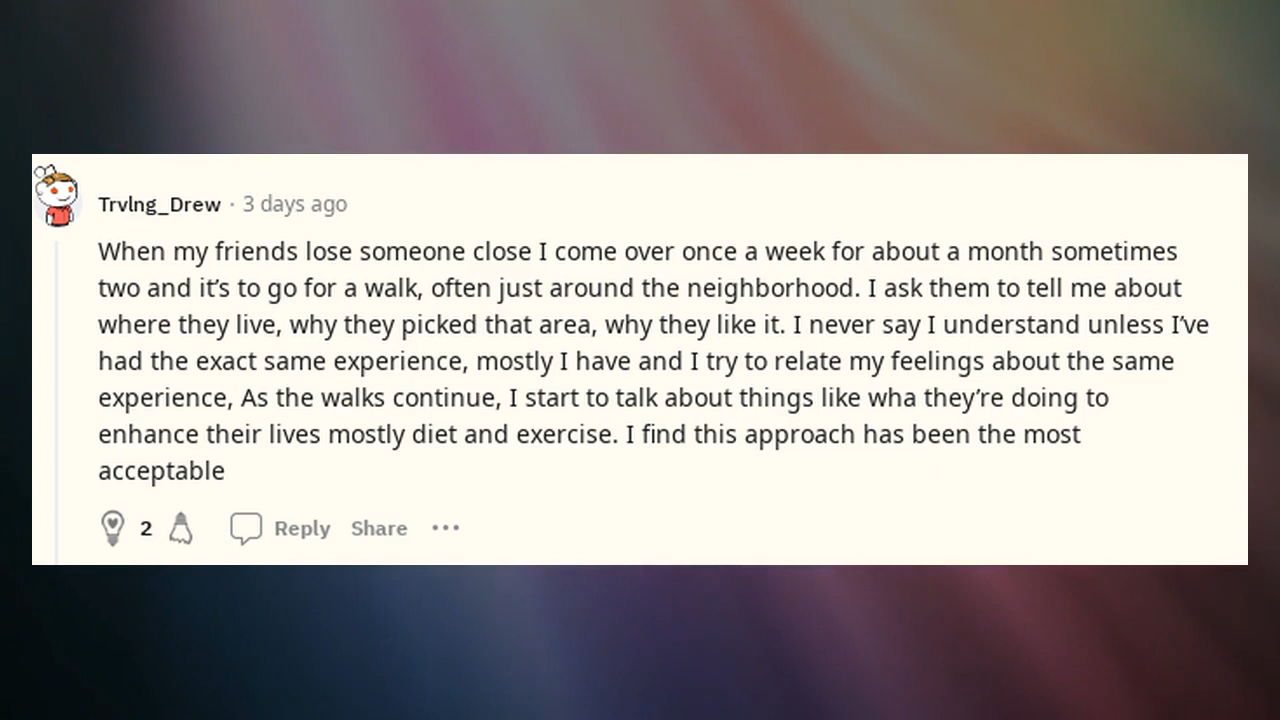 Trvlng_Drew · 3 days ago
When my friends lose someone close I come over once a week for about a month sometimes
two and it’s to go for a walk, often just around the neighborhood. I ask them to tell me about
where they live, why they picked that area, why they like it. I never say I understand unless I’ve
had the exact same experience, mostly I have and I try to relate my feelings about the same
experience, As the walks continue, I start to talk about things like wha they’re doing to
enhance their lives mostly diet and exercise. I find this approach has been the most
acceptable
2 Reply Share